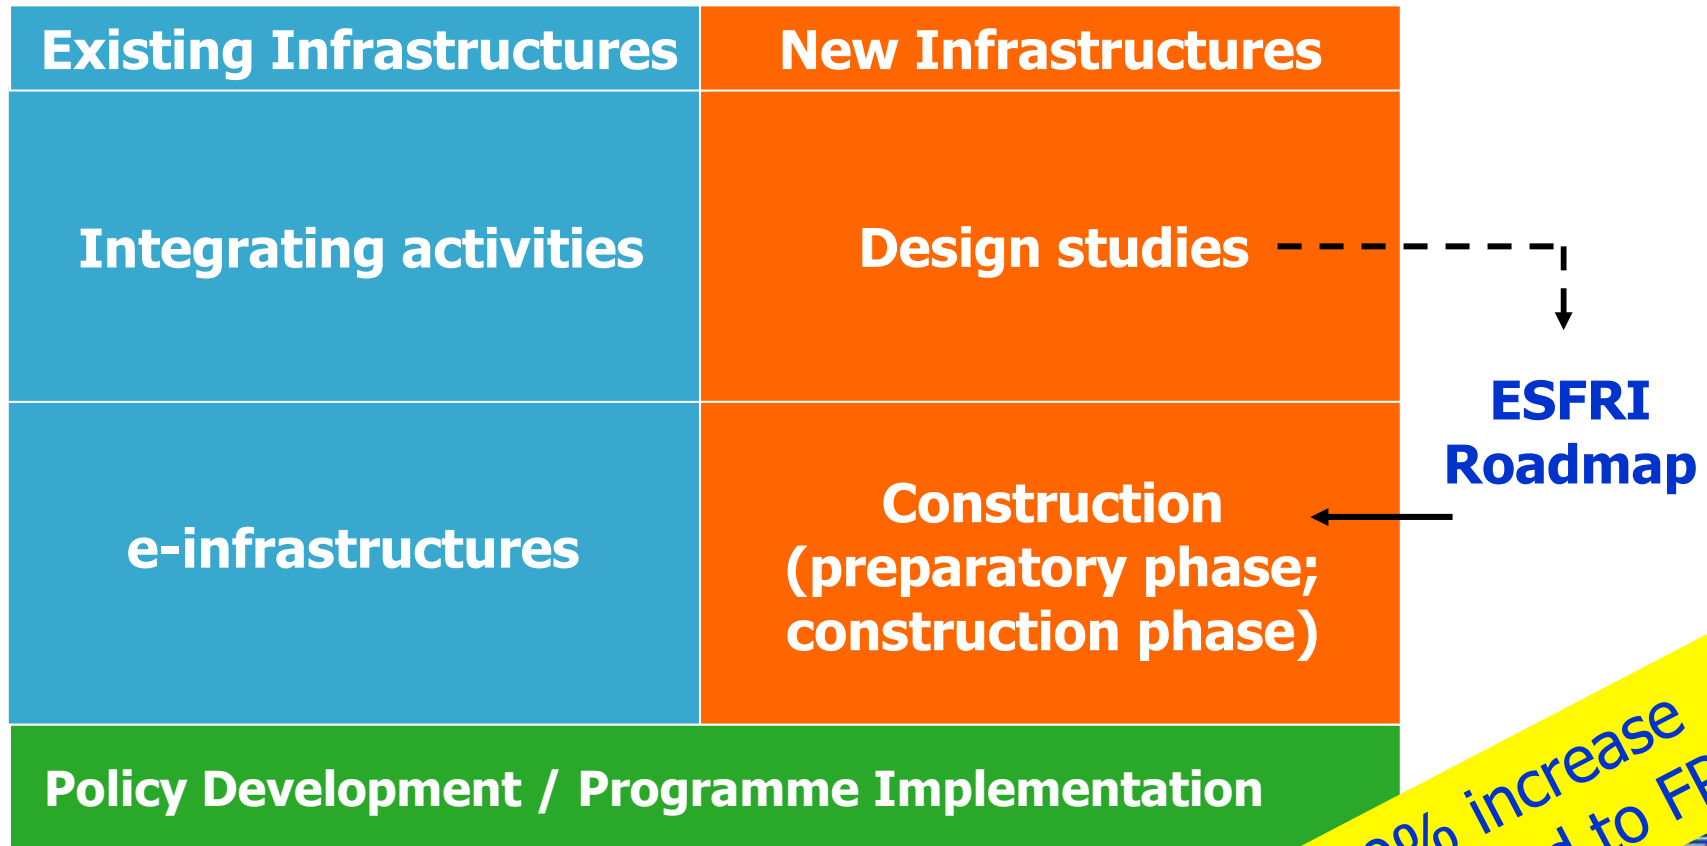 Existing Infrastructures
New Infrastructures
Integrating activities
Design studies
ESFRI
Roadmap
e-infrastructures
Construction
(preparatory phase;
construction phase)
Policy Development / Programme Implementation
increase
to